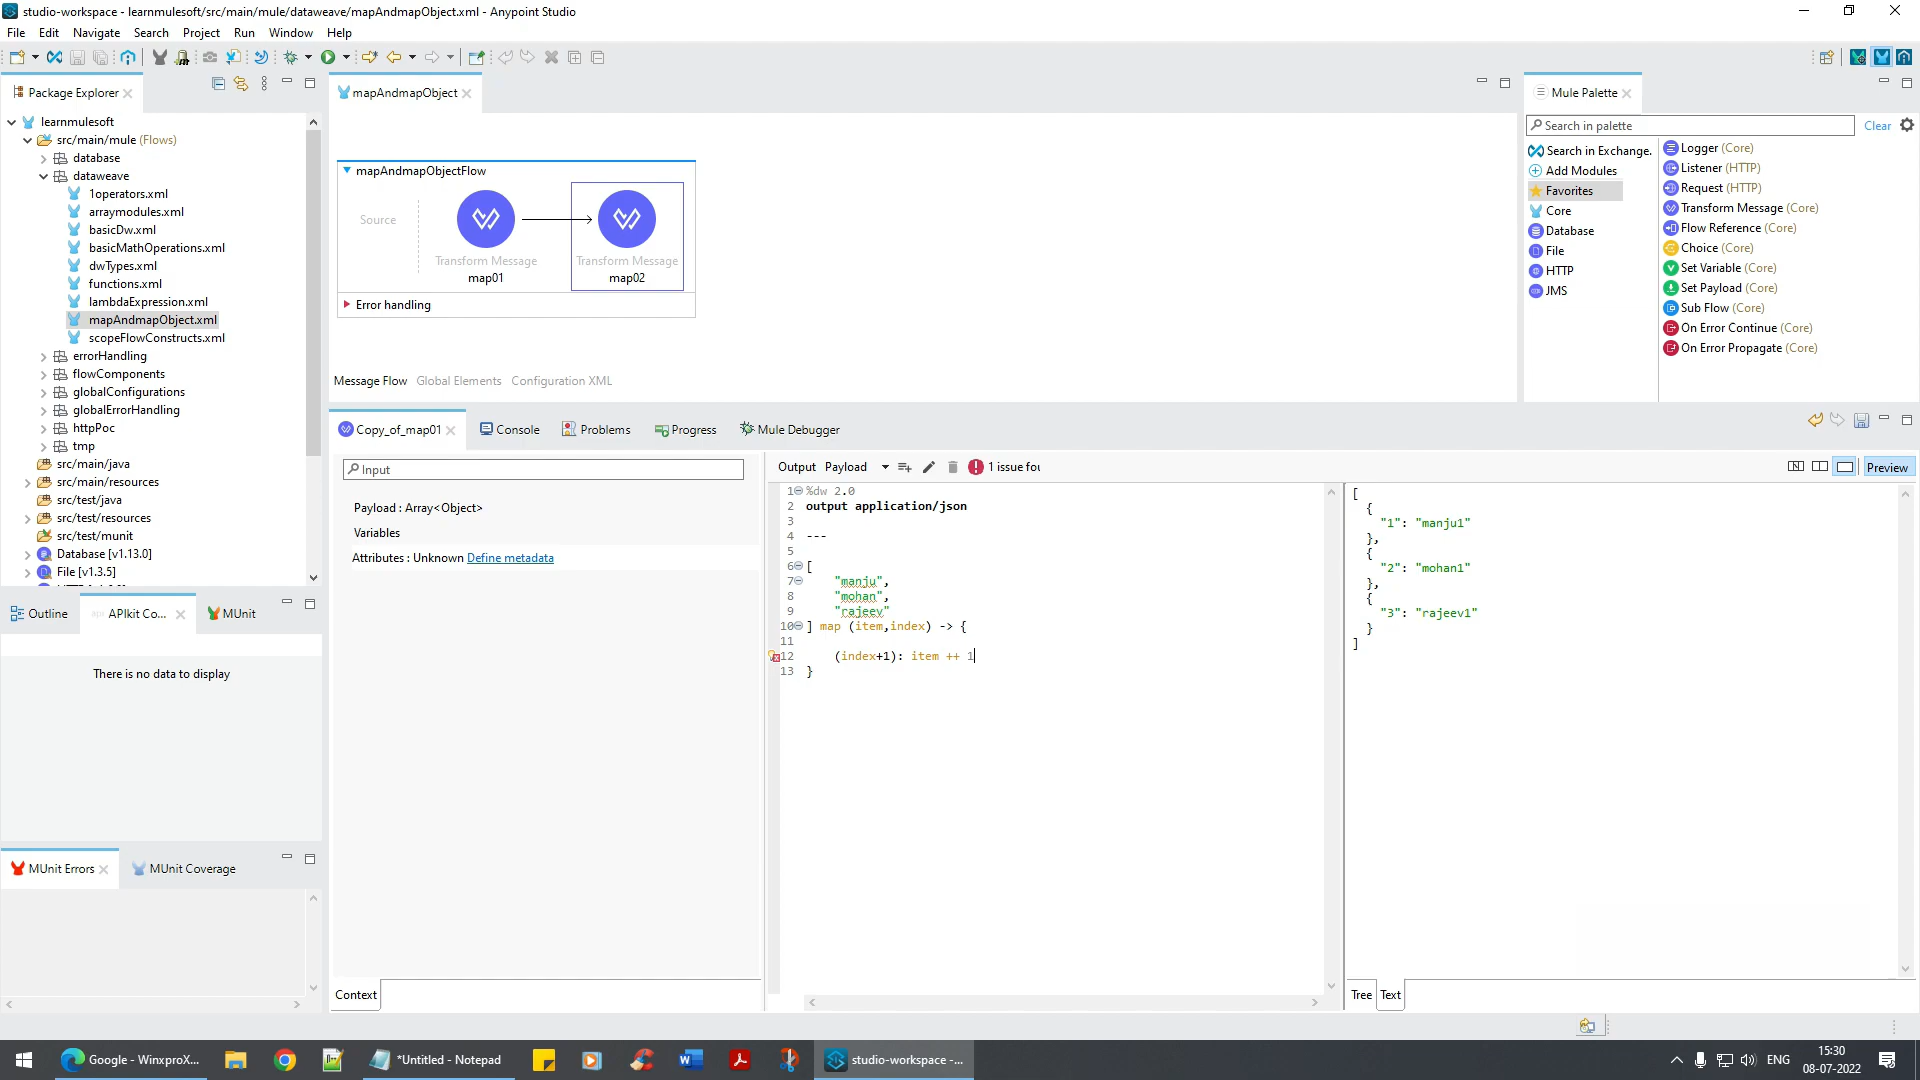 studio-workspace - learnmulesoft/src/main/mule/dataweave/mapAndmapObject.xml - Anypoint Studio
File Edit Navigate Search Project Run Window Help
Package Explorer
learnmulesoft
src/main/mule (Flows)
database
dataweave
1operators.xml
arraymodules.xml
basicDw.xml
basicMathOperations.xml
dwTypes.xml
functions.xml
lambdaExpression.xml
mapAndmapObject.xml
scopeFlowConstructs.xml
errorHandling
flowComponents
globalConfigurations
globalErrorHandling
httpPoc
tmp
src/main/java
src/main/resources
src/test/java
src/test/resources
src/test/munit
Database [v1.13.0]
File [v1.3.5]
Outline APIkit Co... MUnit
There is no data to display
MUnit Errors MUnit Coverage
mapAndmapObject
mapAndmapObjectFlow
Source
Transform Message Transform Message
map01 map02
Error handling
Message Flow Global Elements Configuration XML
Mule Palette
Search in palette Clear
Search in Exchange.
Add Modules
Favorites
Core
Database
File
HTTP
JMS
Logger (Core)
Listener (HTTP)
Request (HTTP)
Transform Message (Core)
Flow Reference (Core)
Choice (Core)
Set Variable (Core)
Set Payload (Core)
Sub Flow (Core)
On Error Continue (Core)
On Error Propagate (Core)
Copy_of_map01 Console Problems Progress Mule Debugger
Input
Payload : Array<Object>
Variables
Attributes : Unknown Define metadata
Context
Output Payload 1 issue fou
Preview
1 %dw 2.0
2 output application/json
3
4 ---
5
6 [
7 "manju",
8 "mohan",
9 "rajeev"
10 ] map (item,index) -> {
11
12 (index+1): item ++ 1
13 }
[
{
"1": "manju1"
},
{
"2": "mohan1"
},
{
"3": "rajeev1"
}
]
Tree Text
Google - WinxproX... *Untitled - Notepad studio-workspace -... ENG
15:30
08-07-2022